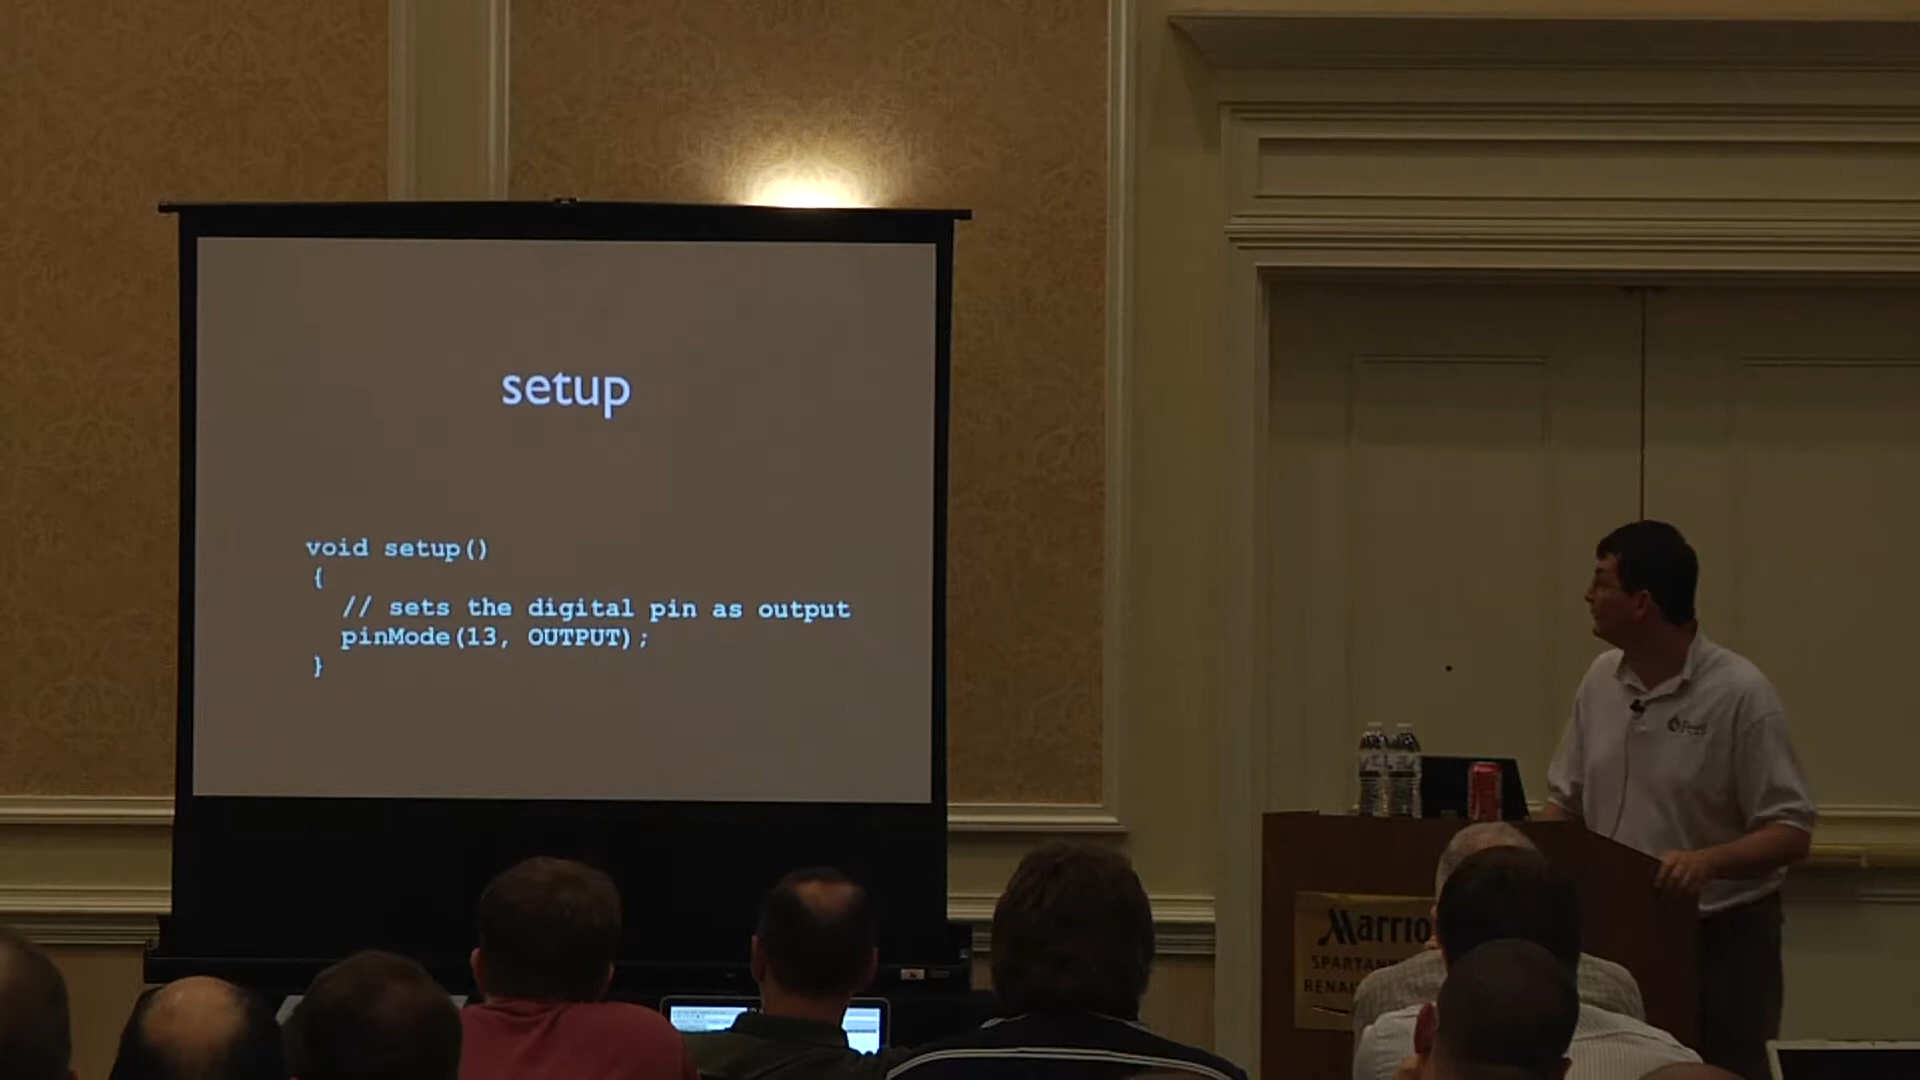 setup
void setup()
{
// sets the digital pin as output
pinMode(13, OUTPUT);
}
Marrio
SPARTAN
RENAI